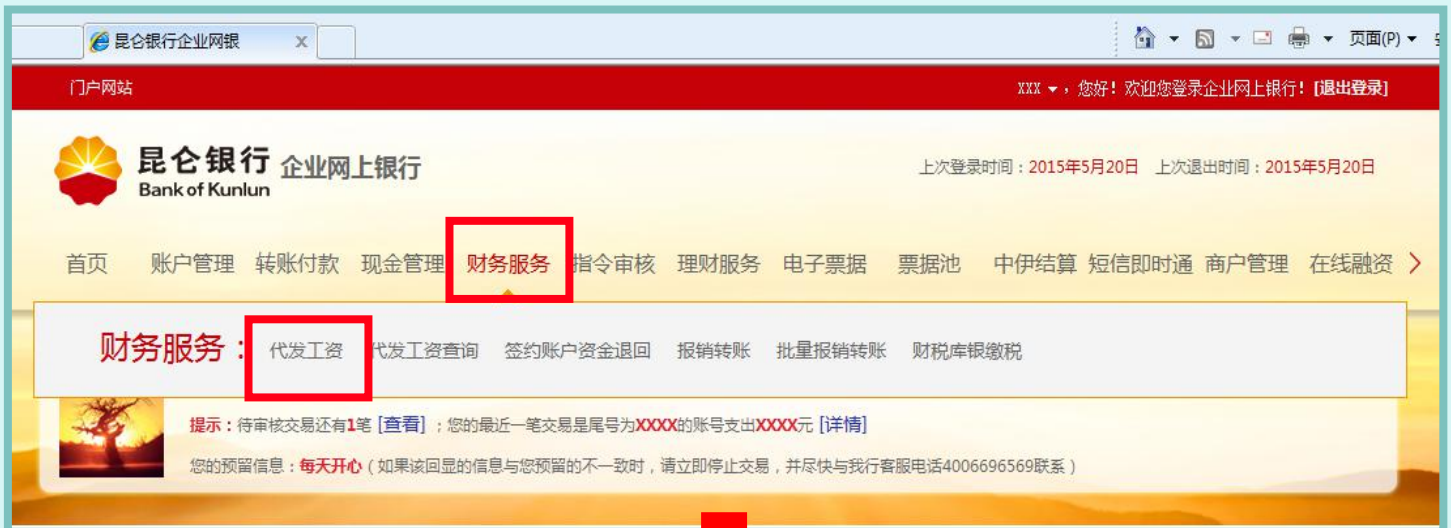 昆仑银行企业网银 x 页面(P)
门户网站 XXX ，您好！欢迎您登录企业网上银行！[退出登录]
昆仑银行 企业网上银行 上次登录时间：2015年5月20日 上次退出时间：2015年5月20日
Bank of Kunlun
首页 账户管理 转账付款 现金管理 财务服务 指令审核 理财服务 电子票据 票据池 中伊结算 短信即时通 商户管理 在线融资
财务服务： 代发工资 代发工资查询 签约账户资金退回 报销转账 批量报销转账 财税库银缴税
提示：待审核交易还有1笔 [查看] ；您的最近一笔交易是尾号为XXXX的账号支出XXXX元 [详情]
您的预留信息：每天开心（如果该回显的信息与您预留的不一致时，请立即停止交易，并尽快与我行客服电话4006696569联系）